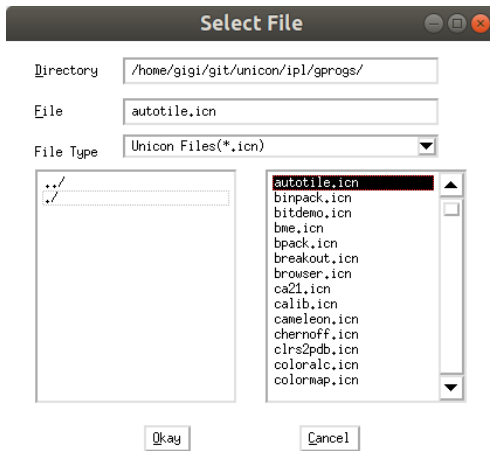 Select File
Directory
/home/gigi/git/unicon/ipl/gprogs/
File
autotile.icn
File Type
Unicon Files(*.icn)
../
./
autotile.icn
binpack.icn
bitdemo.icn
bme.icn
bpack.icn
breakout.icn
browser.icn
ca21.icn
calib.icn
cameleon.icn
chernoff.icn
clrs2pdb.icn
coloralc.icn
colormap.icn
Okay
Cancel